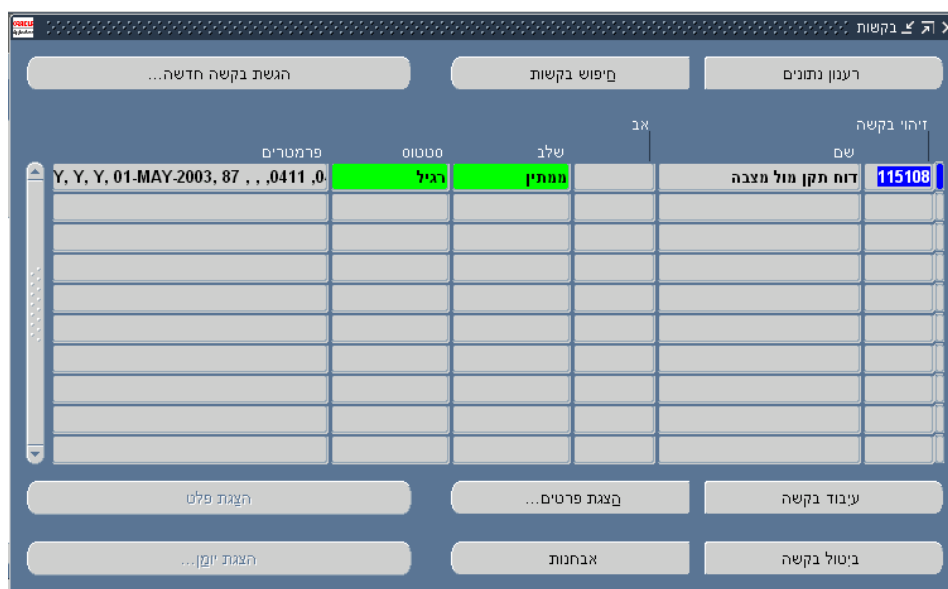 בקשות
רענון נתונים
חיפוש בקשות
הגשת בקשה חדשה...
זיהוי בקשה
אב
שם
שלב
סטטוס
פרמטרים
115108
דוח תקן מול מצבה
ממתין
רגיל
Y, Y, Y, 01-MAY-2003, 87 , , ,0411 ,0
עיבוד בקשה
הצגת פרטים...
הצגת פלט
ביטול בקשה
אבחנות
הצגת יומן...